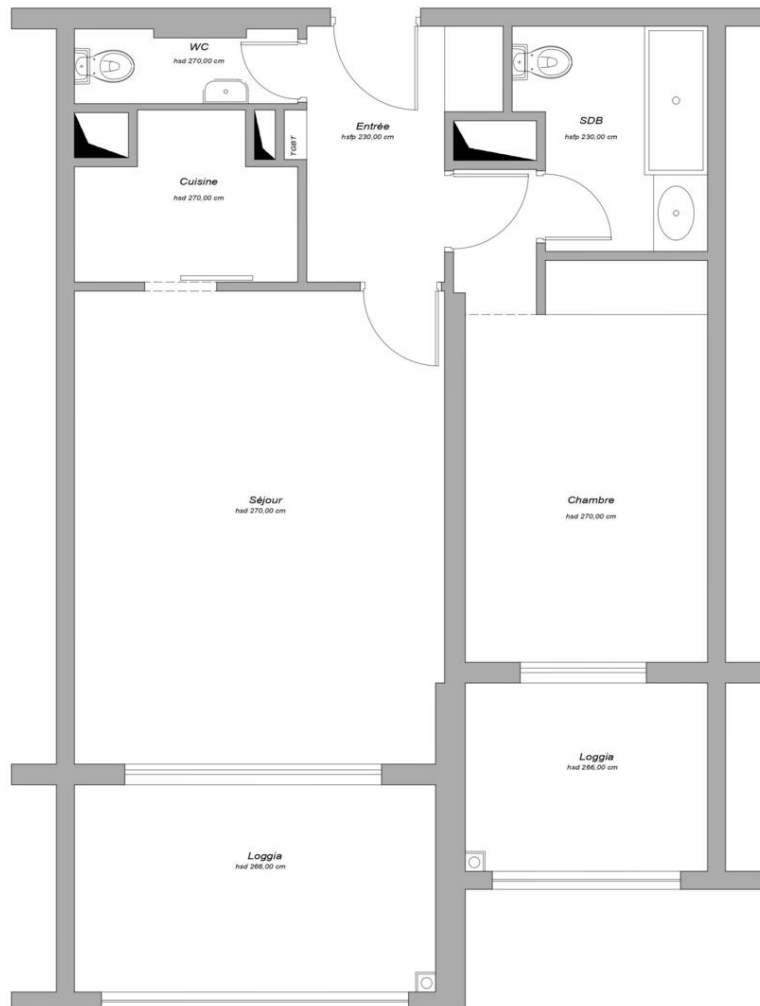 WC
hsd 270,00 cm
Entrée
hsfp 230,00 cm
SDB
hsfp 230,00 cm
TGBT
Cuisine
hsd 270,00 cm
Séjour
hsd 270,00 cm
Chambre
hsd 270,00 cm
Loggia
hsd 266,00 cm
Loggia
hsd 266,00 cm